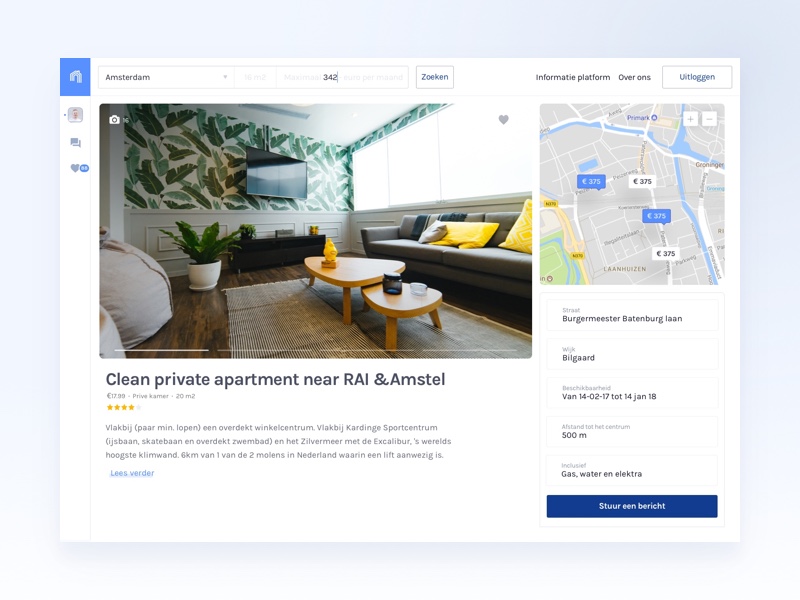 Amsterdam
16 m2
Maximaal 342 euro per maand
Zoeken
Informatie platform
Over ons
Uitloggen
Primark
Groninger
€ 375
€ 375
€ 375
€ 375
LAANHUIZEN
Straat
Burgermeester Batenburg laan
Wijk
Bilgaard
Beschikbaarheid
Van 14-02-17 tot 14 jan 18
Afstand tot het centrum
500 m
Inclusief
Gas, water en elektra
Stuur een bericht
Clean private apartment near RAI &Amstel
€17.99 - Prive kamer - 20 m2
Vlakbij (paar min. lopen) een overdekt winkelcentrum. Vlakbij Kardinge Sportcentrum
(ijsbaan, skatebaan en overdekt zwembad) en het Zilvermeer met de Excalibur, 's werelds
hoogste klimwand. 6km van 1 van de 2 molens in Nederland waarin een lift aanwezig is.
Lees verder